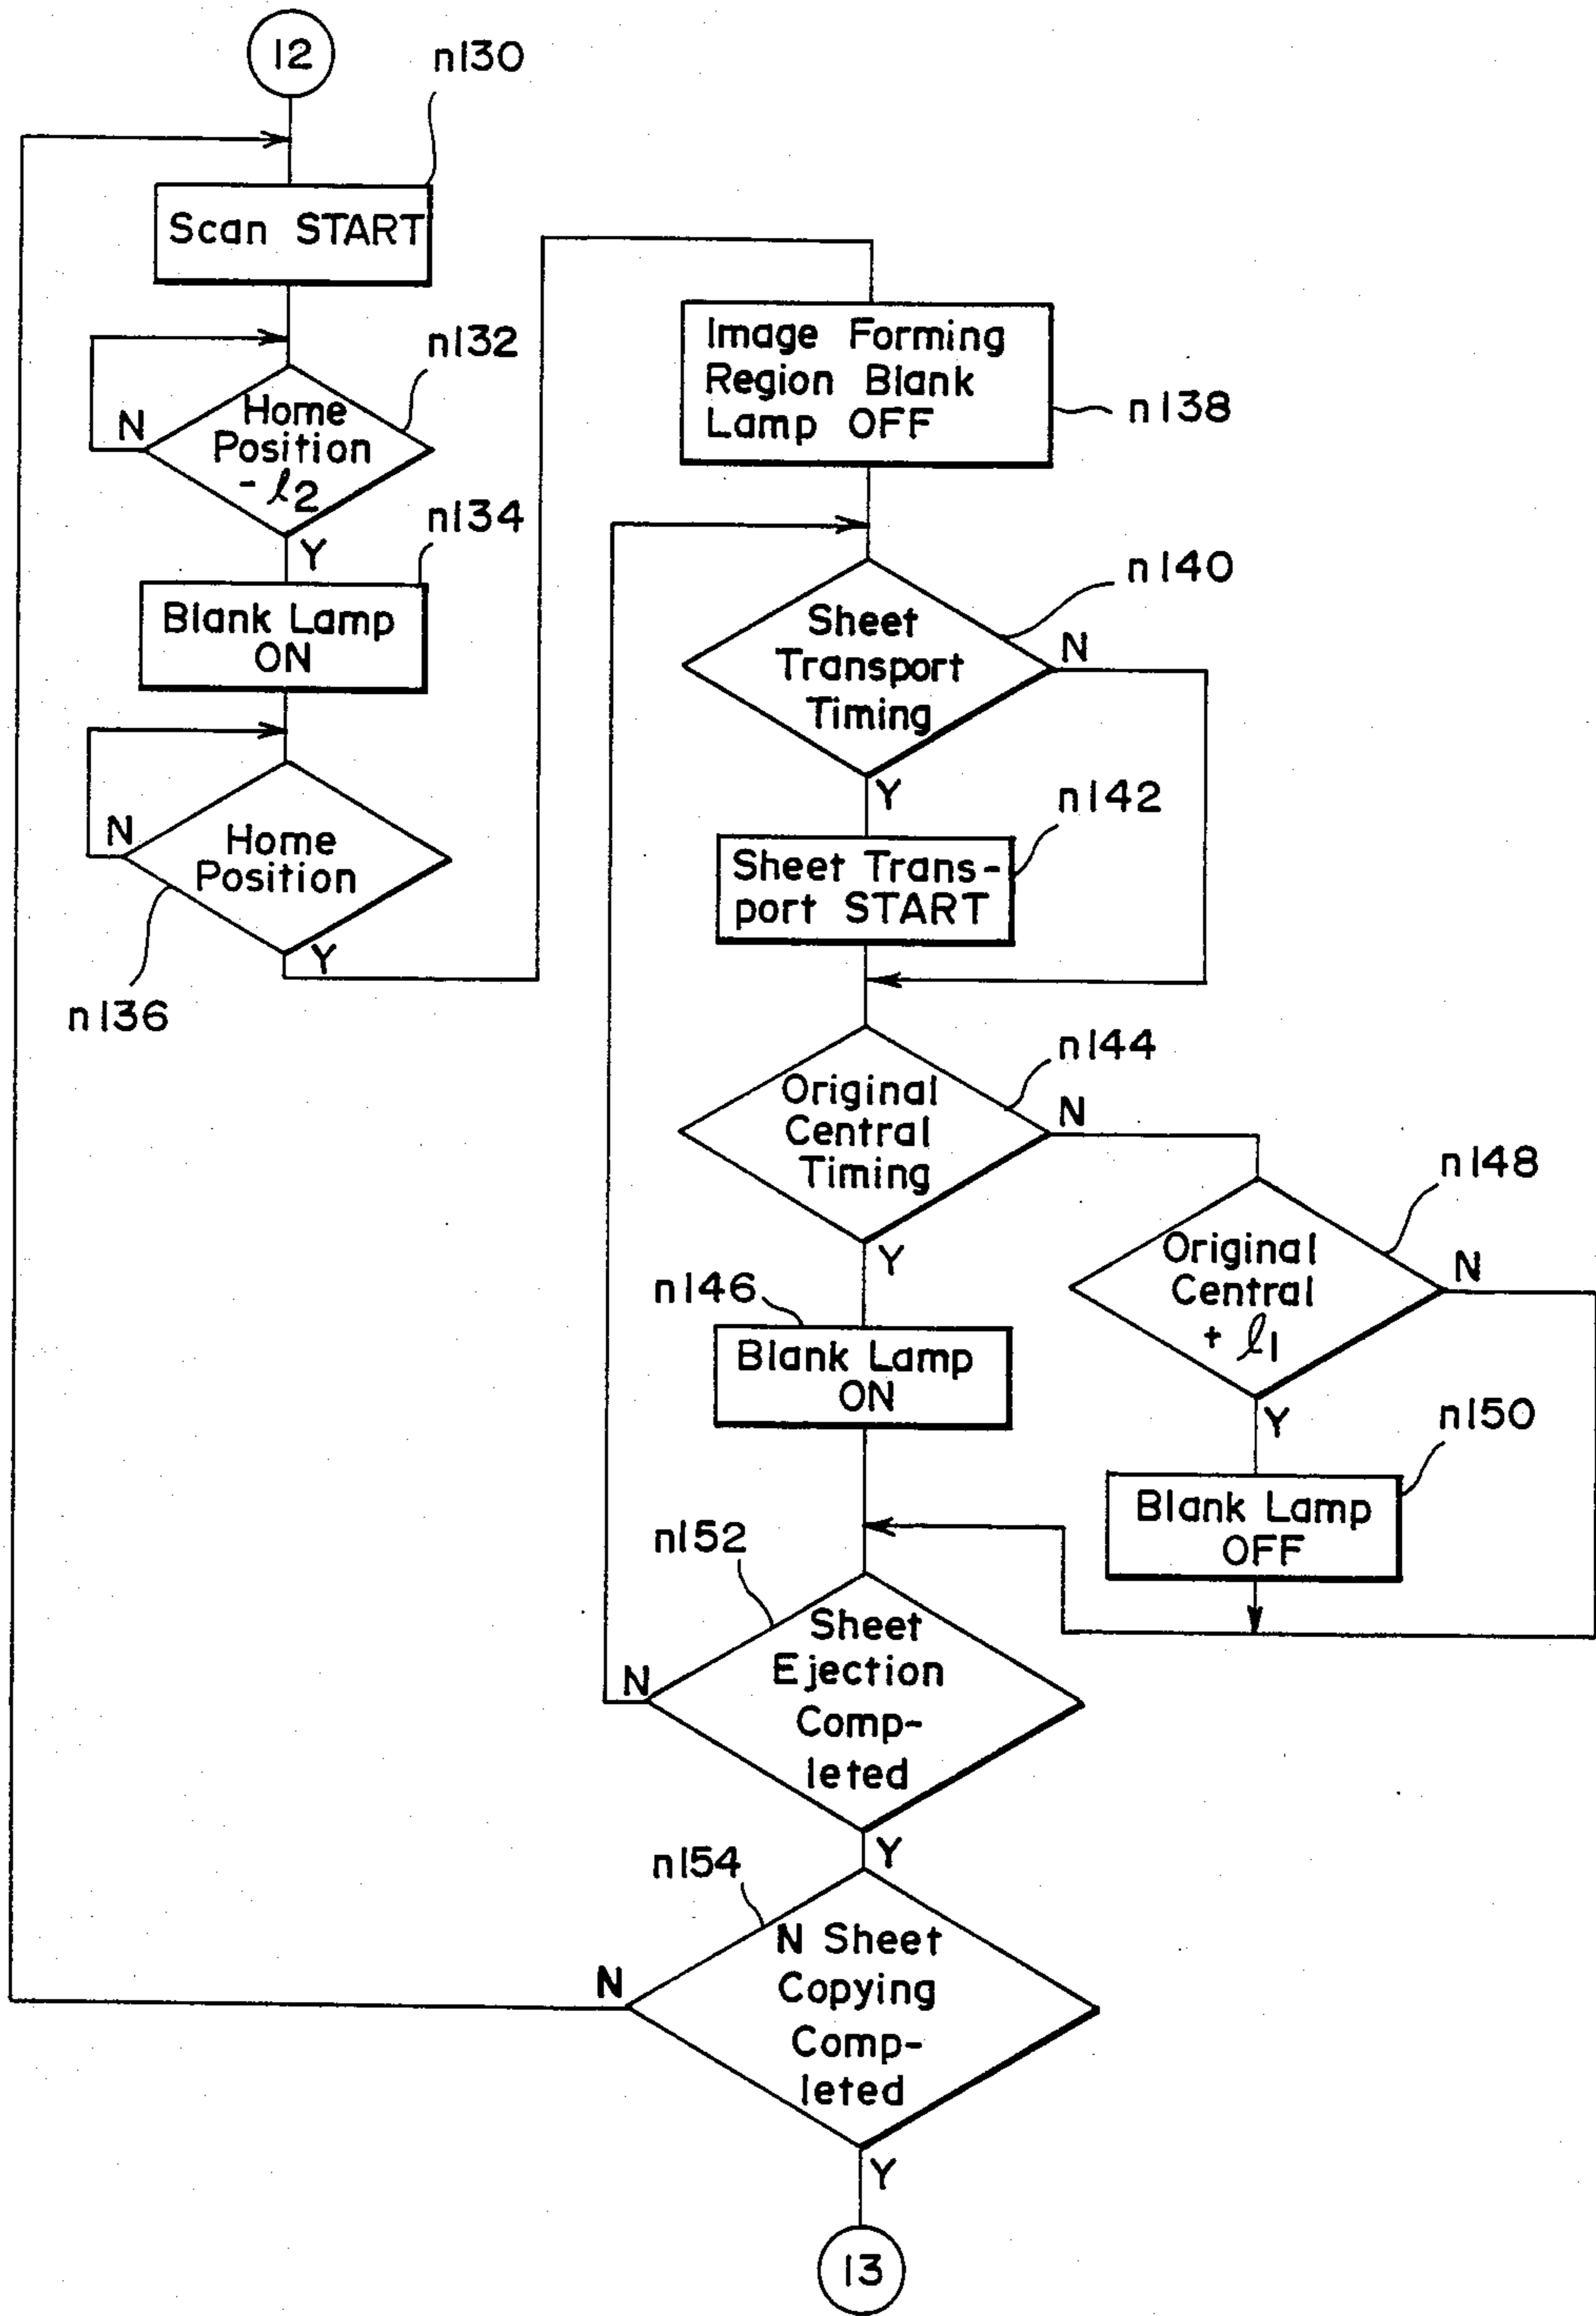 12
n130
Scan START
n132
Home
Position
- ℓ2
N
Y
n134
Blank Lamp
ON
Home
Position
N
Y
n136
Image Forming
Region Blank
Lamp OFF
n138
n140
Sheet
Transport
Timing
N
Y
n142
Sheet Trans-
port START
n144
Original
Central
Timing
N
Y
n146
Blank Lamp
ON
n148
Original
Central
+ ℓ1
N
Y
n150
Blank Lamp
OFF
n152
Sheet
Ejection
Comp-
leted
N
Y
n154
N Sheet
Copying
Comp-
leted
N
Y
13